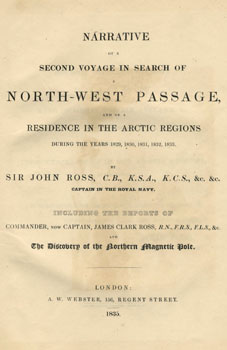 NARRATIVE
OF A
SECOND VOYAGE IN SEARCH OF
A
NORTH-WEST PASSAGE,
AND OF A
RESIDENCE IN THE ARCTIC REGIONS
DURING THE YEARS 1829, 1830, 1831, 1832, 1833.
BY
SIR JOHN ROSS, C.B., K.S.A., K.C.S., &c. &c.
CAPTAIN IN THE ROYAL NAVY.
INCLUDING THE REPORTS OF
COMMANDER, NOW CAPTAIN, JAMES CLARK ROSS, R.N., F.R.S., F.L.S., &c.
AND
The Discovery of the Northern Magnetic Pole.
LONDON:
A. W. WEBSTER, 156, REGENT STREET.
1835.